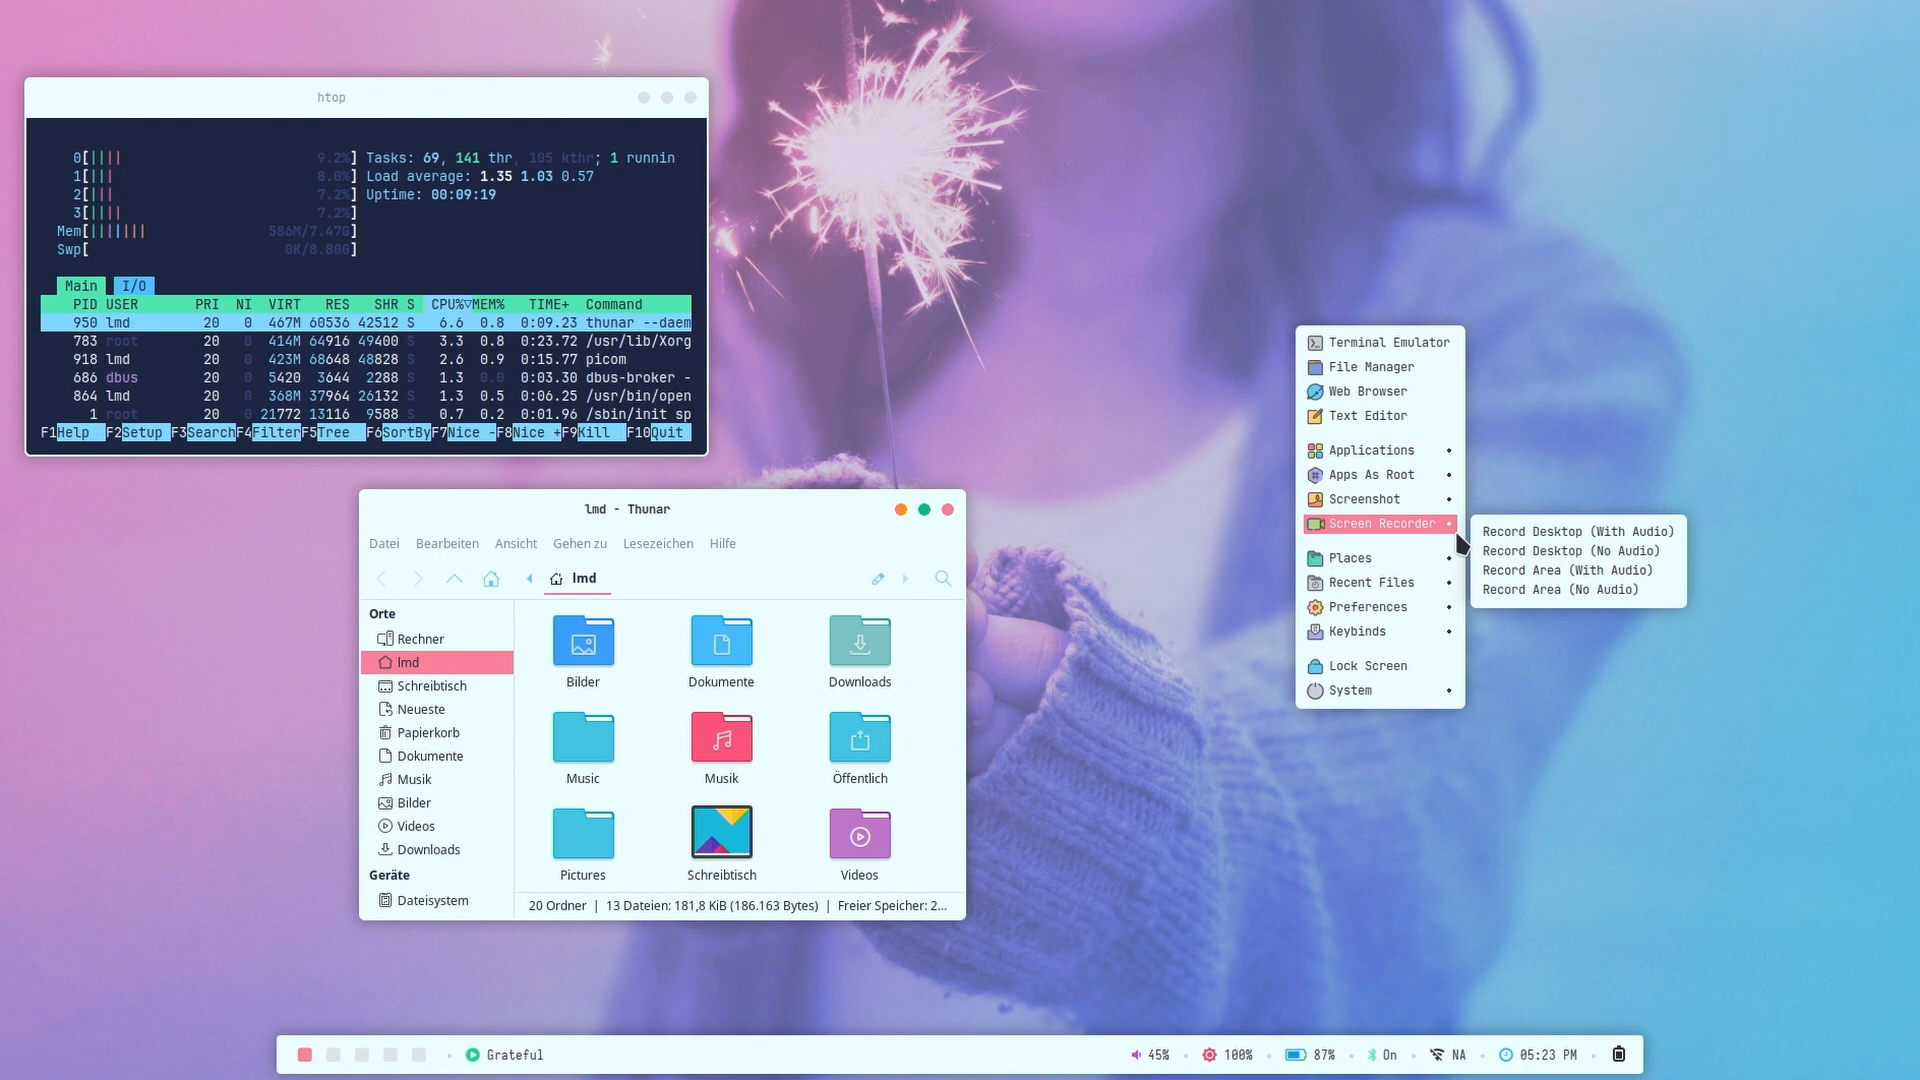 htop
0[|||| 9.2%] Tasks: 69, 141 thr, 105 kthr; 1 runnin
1[||| 8.0%] Load average: 1.35 1.03 0.57
2[||| 7.2%] Uptime: 00:09:19
3[|||| 7.2%]
Mem[||||||| 586M/7.47G]
Swp[ 0K/8.80G]
Main I/O
PID USER PRI NI VIRT RES SHR S CPU%▽MEM% TIME+ Command
950 lmd 20 0 467M 60536 42512 S 6.6 0.8 0:09.23 thunar --daem
783 root 20 0 414M 64916 49400 S 3.3 0.8 0:23.72 /usr/lib/Xorg
918 lmd 20 0 423M 68648 48828 S 2.6 0.9 0:15.77 picom
686 dbus 20 0 5420 3644 2288 S 1.3 0.0 0:03.30 dbus-broker -
864 lmd 20 0 368M 37964 26132 S 1.3 0.5 0:06.25 /usr/bin/open
1 root 20 0 21772 13116 9588 S 0.7 0.2 0:01.96 /sbin/init sp
F1Help F2Setup F3SearchF4FilterF5Tree F6SortByF7Nice -F8Nice +F9Kill F10Quit
lmd - Thunar
Datei Bearbeiten Ansicht Gehen zu Lesezeichen Hilfe
lmd
Orte
Rechner
lmd
Schreibtisch
Neueste
Papierkorb
Dokumente
Musik
Bilder
Videos
Downloads
Geräte
Dateisystem
Bilder Dokumente Downloads
Music Musik Öffentlich
Pictures Schreibtisch Videos
20 Ordner | 13 Dateien: 181,8 KiB (186.163 Bytes) | Freier Speicher: 2...
Terminal Emulator
File Manager
Web Browser
Text Editor
Applications
Apps As Root
Screenshot
Screen Recorder
Places
Recent Files
Preferences
Keybinds
Lock Screen
System
Record Desktop (With Audio)
Record Desktop (No Audio)
Record Area (With Audio)
Record Area (No Audio)
Grateful 45% 100% 87% On NA 05:23 PM